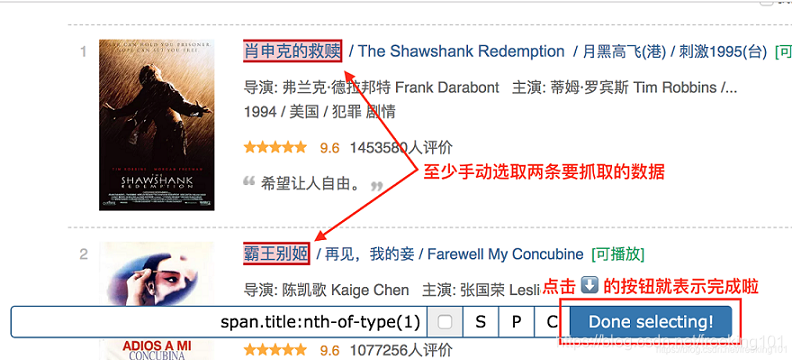 1
肖申克的救赎 / The Shawshank Redemption / 月黑高飞(港) / 刺激1995(台) [可
导演: 弗兰克·德拉邦特 Frank Darabont 主演: 蒂姆·罗宾斯 Tim Robbins /...
1994 / 美国 / 犯罪 剧情
9.6 1453580人评价
至少手动选取两条要抓取的数据
“ 希望让人自由。 ”
THE
SHAWSHANK
REDEMPTION
2
霸王别姬 / 再见，我的妾 / Farewell My Concubine [可播放]
导演: 陈凯歌 Kaige Chen 主演: 张国荣 Lesli
点击 ⬇ 的按钮就表示完成啦
span.title:nth-of-type(1) S P C Done selecting!
ADIOS A MI
CONCUBINA
9.6 1077256人评价